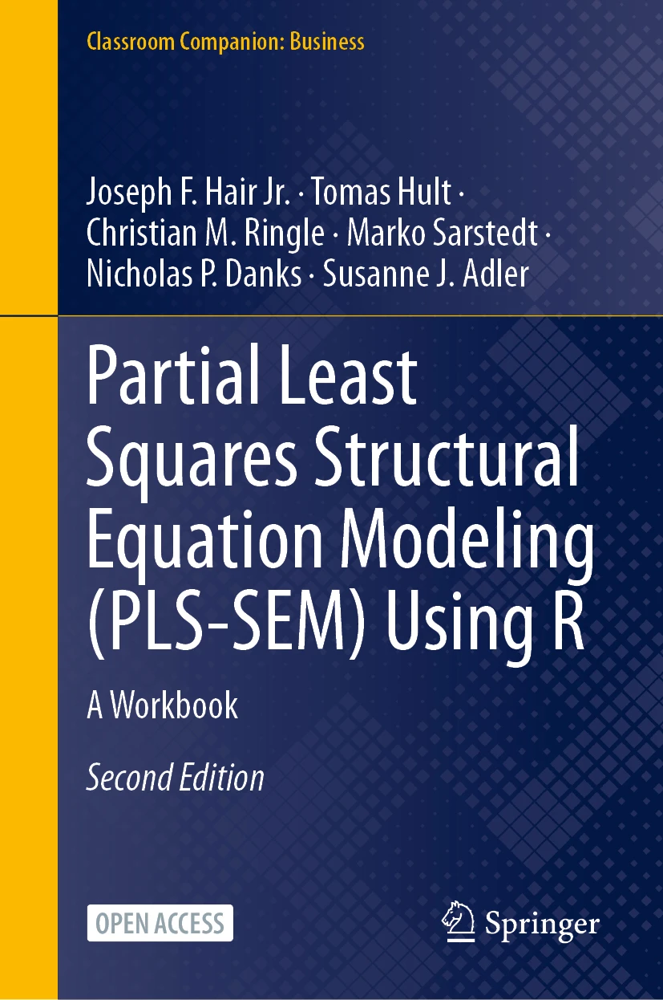 Classroom Companion: Business
Joseph F. Hair Jr. · Tomas Hult ·
Christian M. Ringle · Marko Sarstedt ·
Nicholas P. Danks · Susanne J. Adler
Partial Least
Squares Structural
Equation Modeling
(PLS-SEM) Using R
A Workbook
Second Edition
OPEN ACCESS
Springer